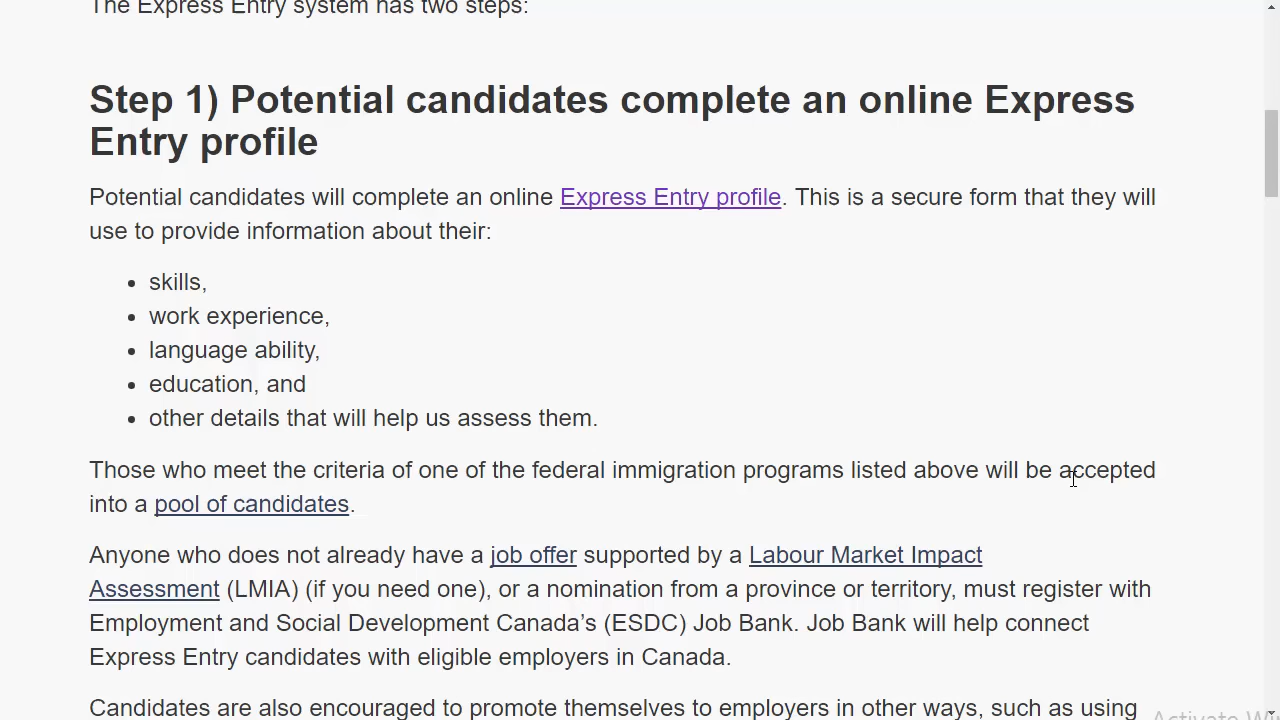 The Express Entry system has two steps:
Step 1) Potential candidates complete an online Express
Entry profile
Potential candidates will complete an online Express Entry profile. This is a secure form that they will
use to provide information about their:
• skills,
• work experience,
• language ability,
• education, and
• other details that will help us assess them.
Those who meet the criteria of one of the federal immigration programs listed above will be accepted
into a pool of candidates.
Anyone who does not already have a job offer supported by a Labour Market Impact
Assessment (LMIA) (if you need one), or a nomination from a province or territory, must register with
Employment and Social Development Canada’s (ESDC) Job Bank. Job Bank will help connect
Express Entry candidates with eligible employers in Canada.
Candidates are also encouraged to promote themselves to employers in other ways, such as using
Activate